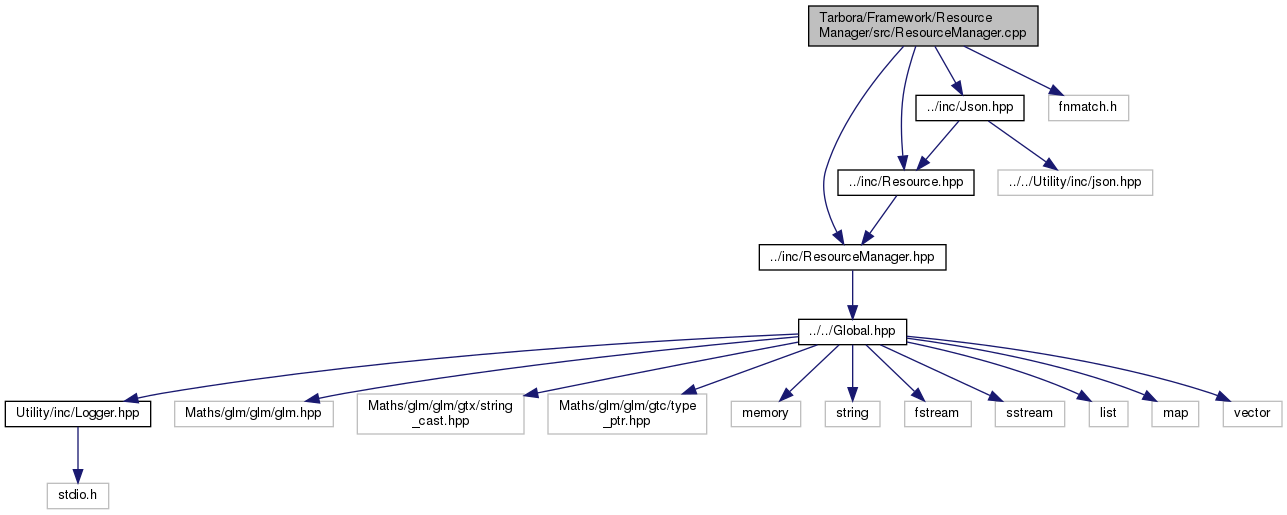 Tarbora/Framework/Resource
Manager/src/ResourceManager.cpp
../inc/Json.hpp
fnmatch.h
../inc/Resource.hpp
../../Utility/inc/json.hpp
../inc/ResourceManager.hpp
../../Global.hpp
Utility/inc/Logger.hpp
Maths/glm/glm/glm.hpp
Maths/glm/glm/gtx/string
_cast.hpp
Maths/glm/glm/gtc/type
_ptr.hpp
memory
string
fstream
sstream
list
map
vector
stdio.h